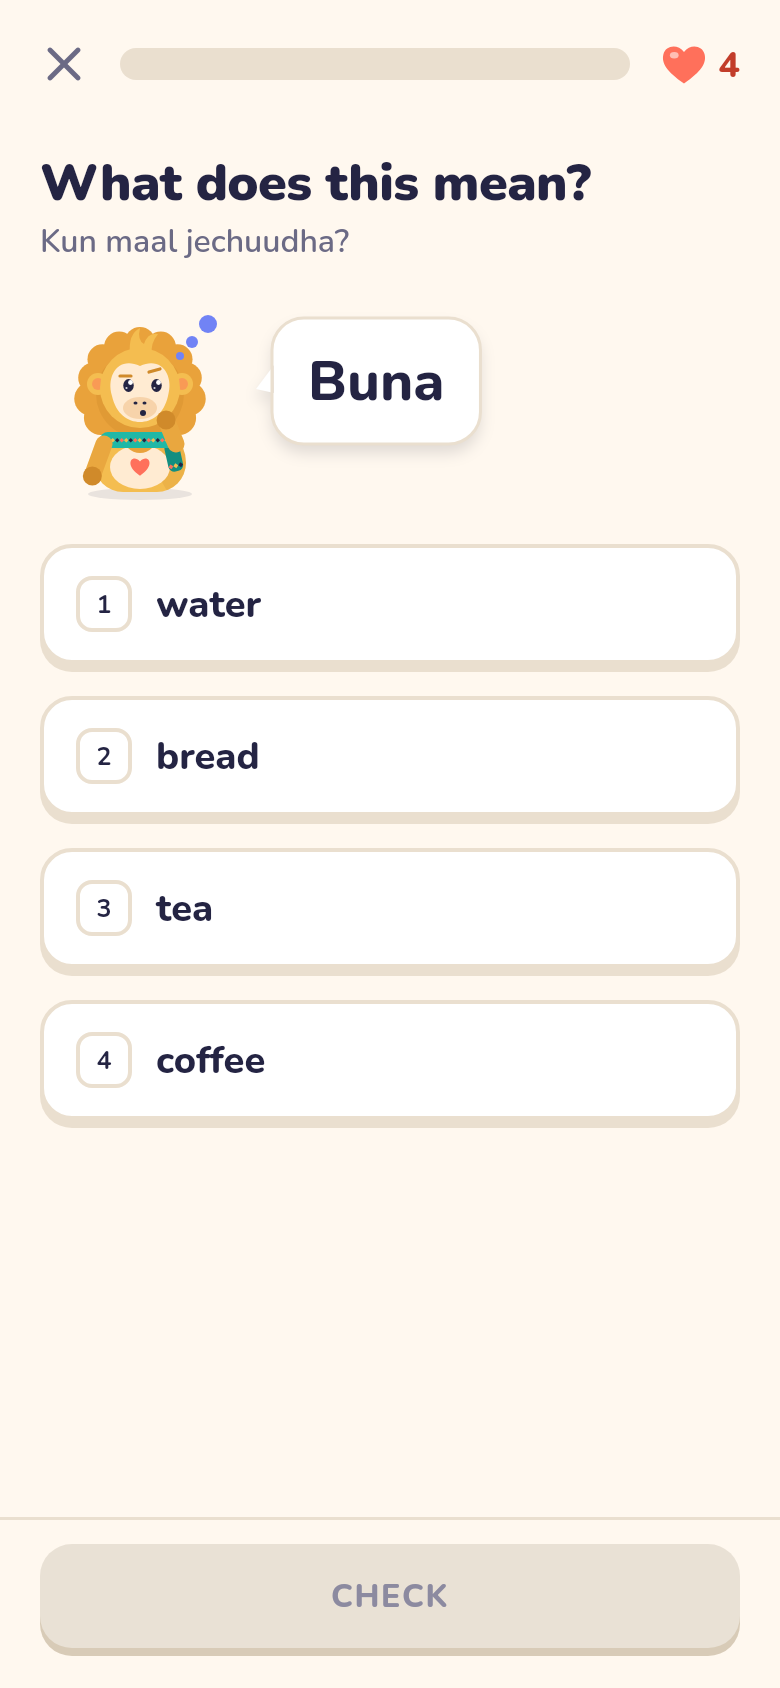 4
What does this mean?
Kun maal jechuudha?
Buna
1 water
2 bread
3 tea
4 coffee
CHECK